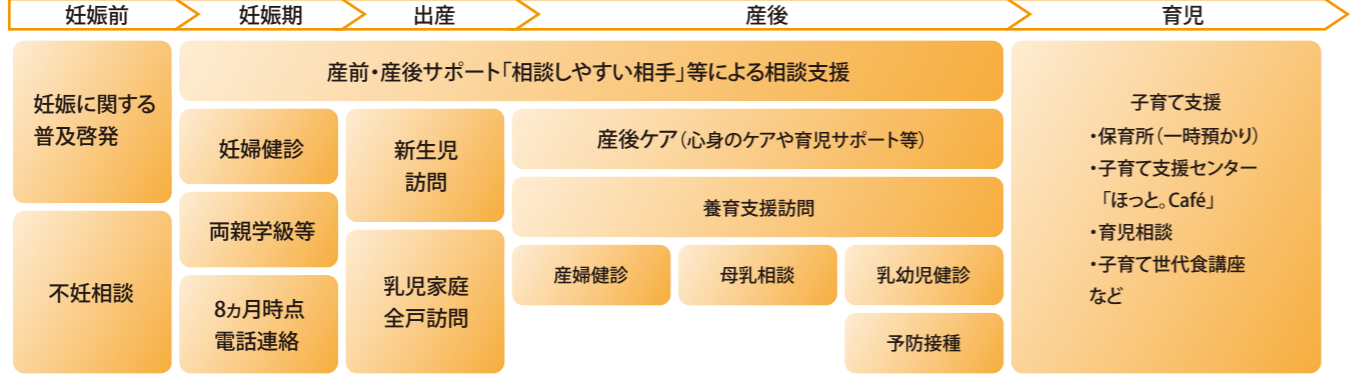 妊娠前
妊娠期
出産
産後
育児
妊娠に関する
普及啓発
不妊相談
産前・産後サポート「相談しやすい相手」等による相談支援
妊婦健診
両親学級等
8ヵ月時点
電話連絡
新生児
訪問
乳児家庭
全戸訪問
産後ケア(心身のケアや育児サポート等)
養育支援訪問
産婦健診
母乳相談
乳幼児健診
予防接種
子育て支援
・保育所(一時預かり)
・子育て支援センター
「ほっと。Café」
・育児相談
・子育て世代食講座
など